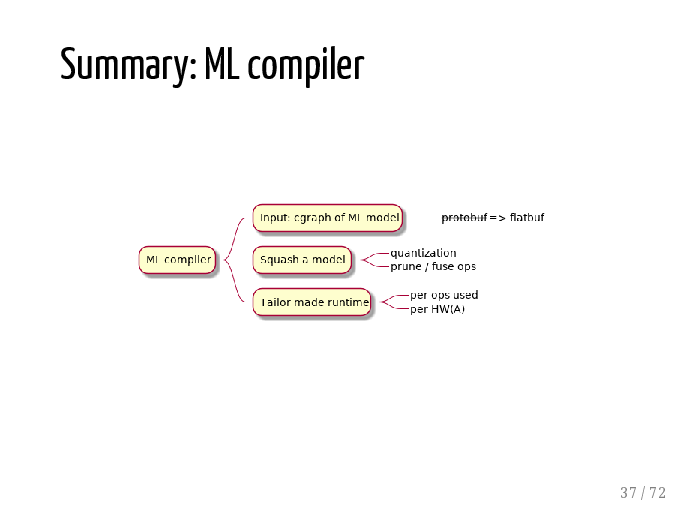 Summary: ML compiler
Input: cgraph of ML model
protobuf => flatbuf
ML compiler
Squash a model
quantization
prune / fuse ops
Tailor made runtime
per ops used
per HW(A)
37 / 72